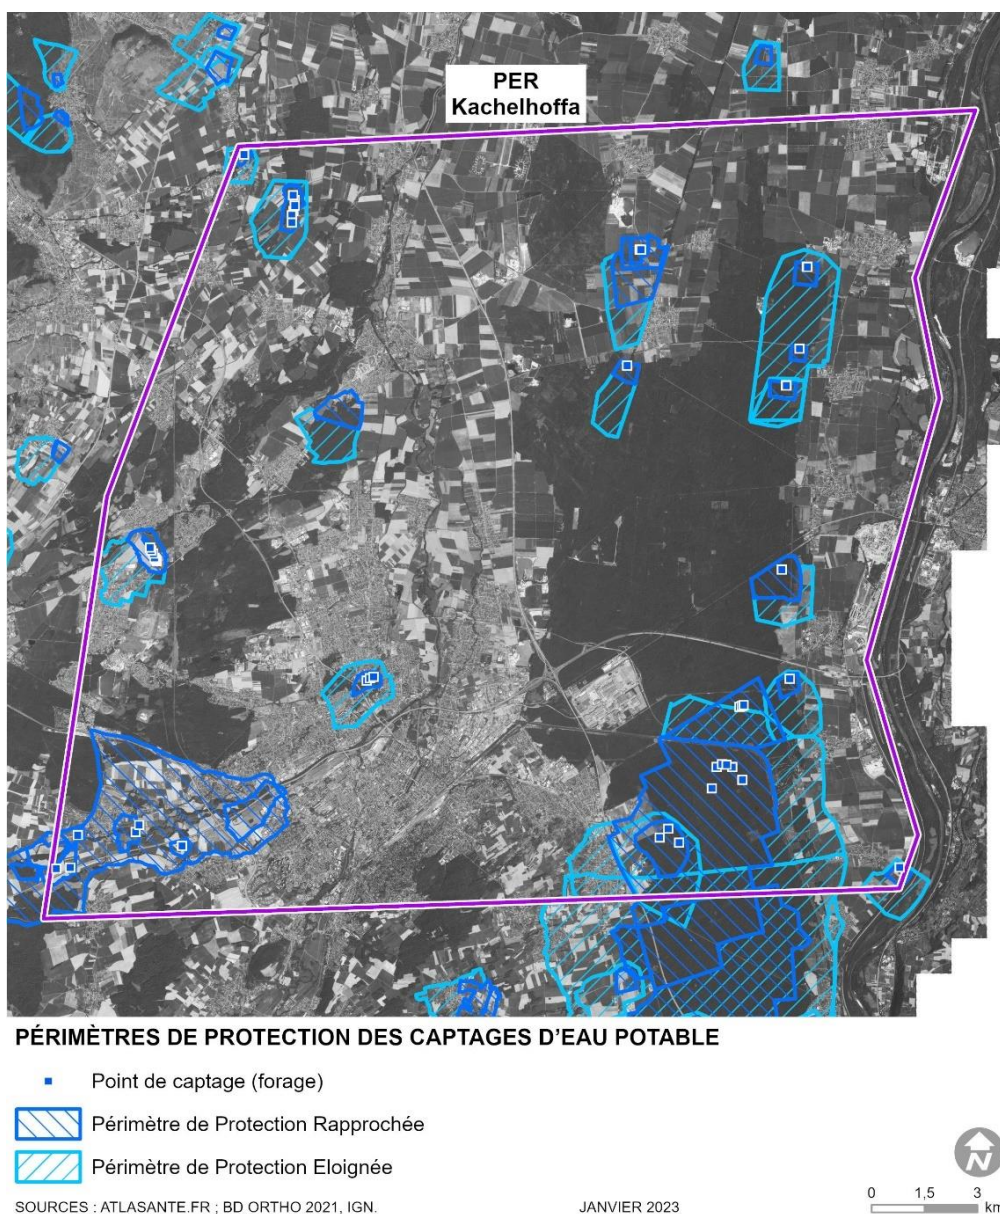 PER
Kachelhoffa
PÉRIMÈTRES DE PROTECTION DES CAPTAGES D'EAU POTABLE
Point de captage (forage)
Périmètre de Protection Rapprochée
Périmètre de Protection Eloignée
N
SOURCES : ATLASANTE.FR ; BD ORTHO 2021, IGN.
JANVIER 2023
0 1,5 3
km